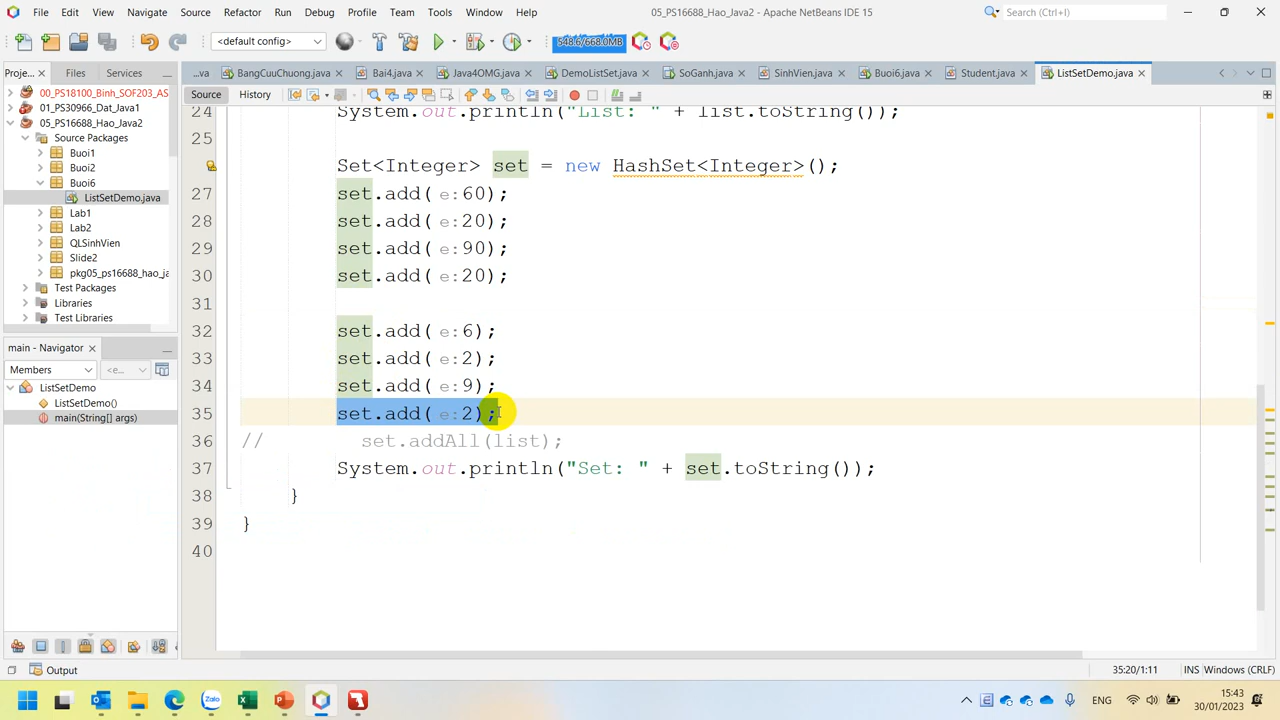 File Edit View Navigate Source Refactor Run Debug Profile Team Tools Window Help
05_PS16688_Hao_Java2 - Apache NetBeans IDE 15
Search (Ctrl+I)
<default config>
548.6/668.0MB
Proje...
Files
Services
...va
BangCuuChuong.java
Bai4.java
Java4OMG.java
DemoListSet.java
SoGanh.java
SinhVien.java
Buoi6.java
Student.java
ListSetDemo.java
00_PS18100_Binh_SOF203_AS
01_PS30966_Dat_Java1
05_PS16688_Hao_Java2
Source Packages
Buoi1
Buoi2
Buoi6
ListSetDemo.java
Lab1
Lab2
QLSinhVien
Slide2
pkg05_ps16688_hao_ja
Test Packages
Libraries
Test Libraries
main - Navigator
Members
<e...
ListSetDemo
ListSetDemo()
main(String[] args)
Source History
24 System.out.println("List: " + list.toString());
25
Set<Integer> set = new HashSet<Integer>();
27 set.add( e:60);
28 set.add( e:20);
29 set.add( e:90);
30 set.add( e:20);
31
32 set.add( e:6);
33 set.add( e:2);
34 set.add( e:9);
35 set.add( e:2);
36 // set.addAll(list);
37 System.out.println("Set: " + set.toString());
38 }
39 }
40
Output
35:20/1:11
INS
Windows (CRLF)
Zalo
ENG
15:43
30/01/2023